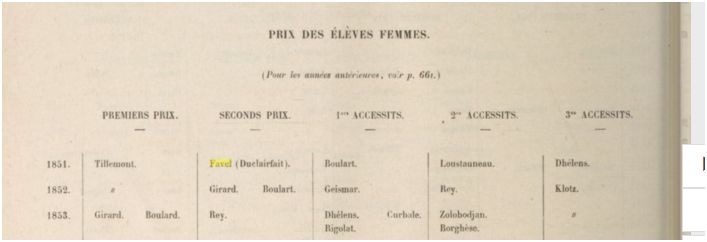 PRIX DES ÉLÈVES FEMMES.
(Pour les années antérieures, voir p. 661.)
PREMIERS PRIX. SECONDS PRIX. 1ers ACCESSITS. 2es ACCESSITS. 3es ACCESSITS.
1851. Tillemont. Favel (Duclairfait). Boulart. Loustauneau. Dhélens.
1852. " Girard. Boulart. Geismar. Rey. Klotz.
1853. Girard. Boulard. Rey. Dhélens. Curbale. Zolobodjan. "
Rigolat. Borghèse.